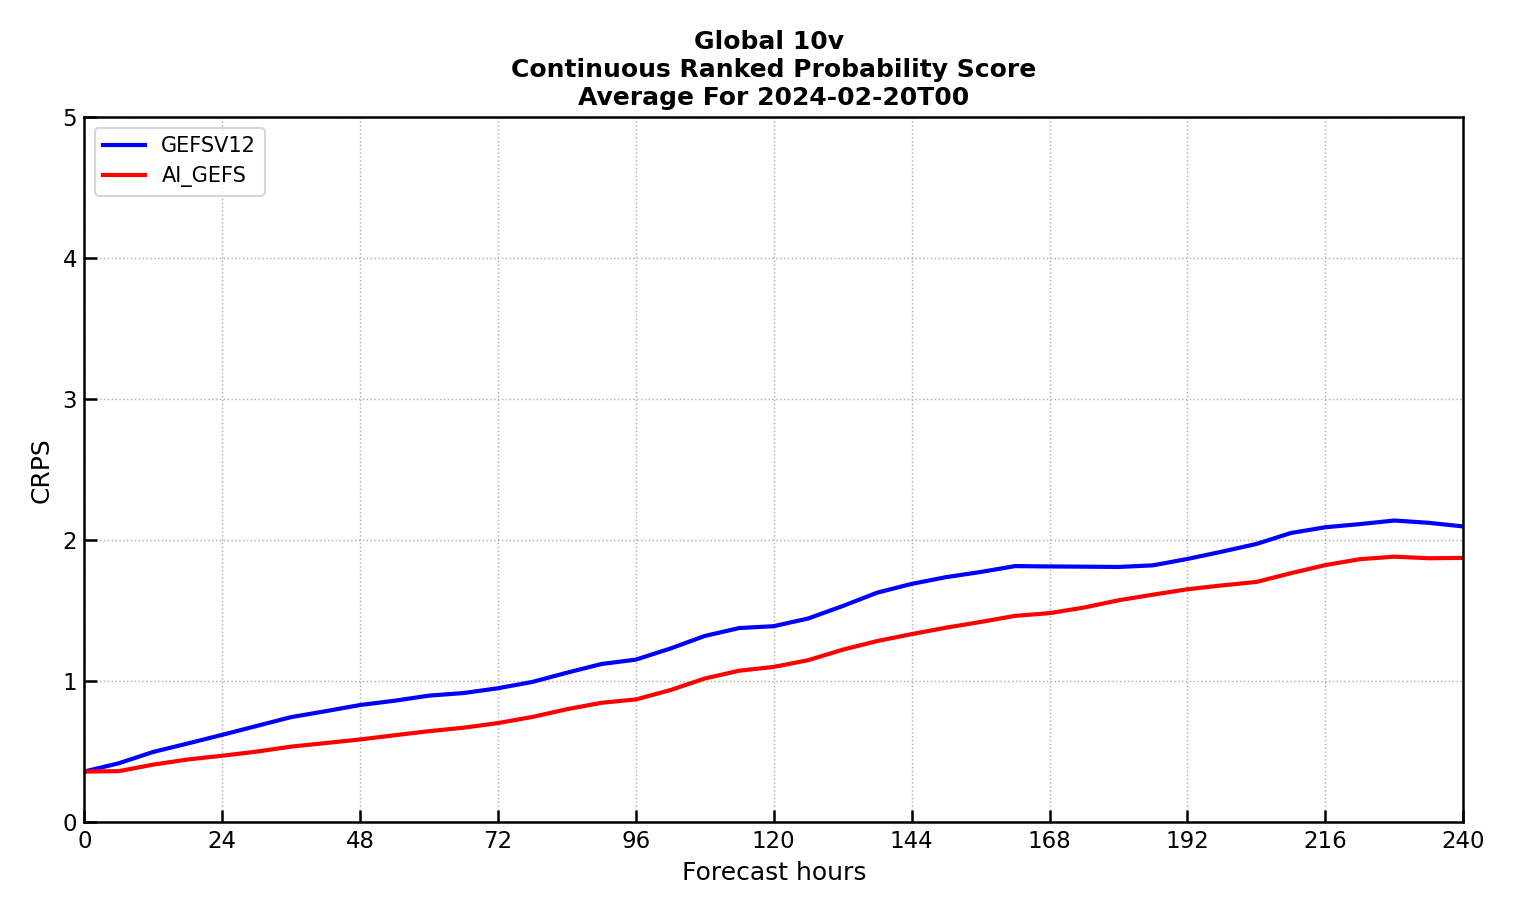 Global 10v
Continuous Ranked Probability Score
Average For 2024-02-20T00
GEFSV12
AI_GEFS
CRPS
5
4
3
2
1
0
0 24 48 72 96 120 144 168 192 216 240
Forecast hours